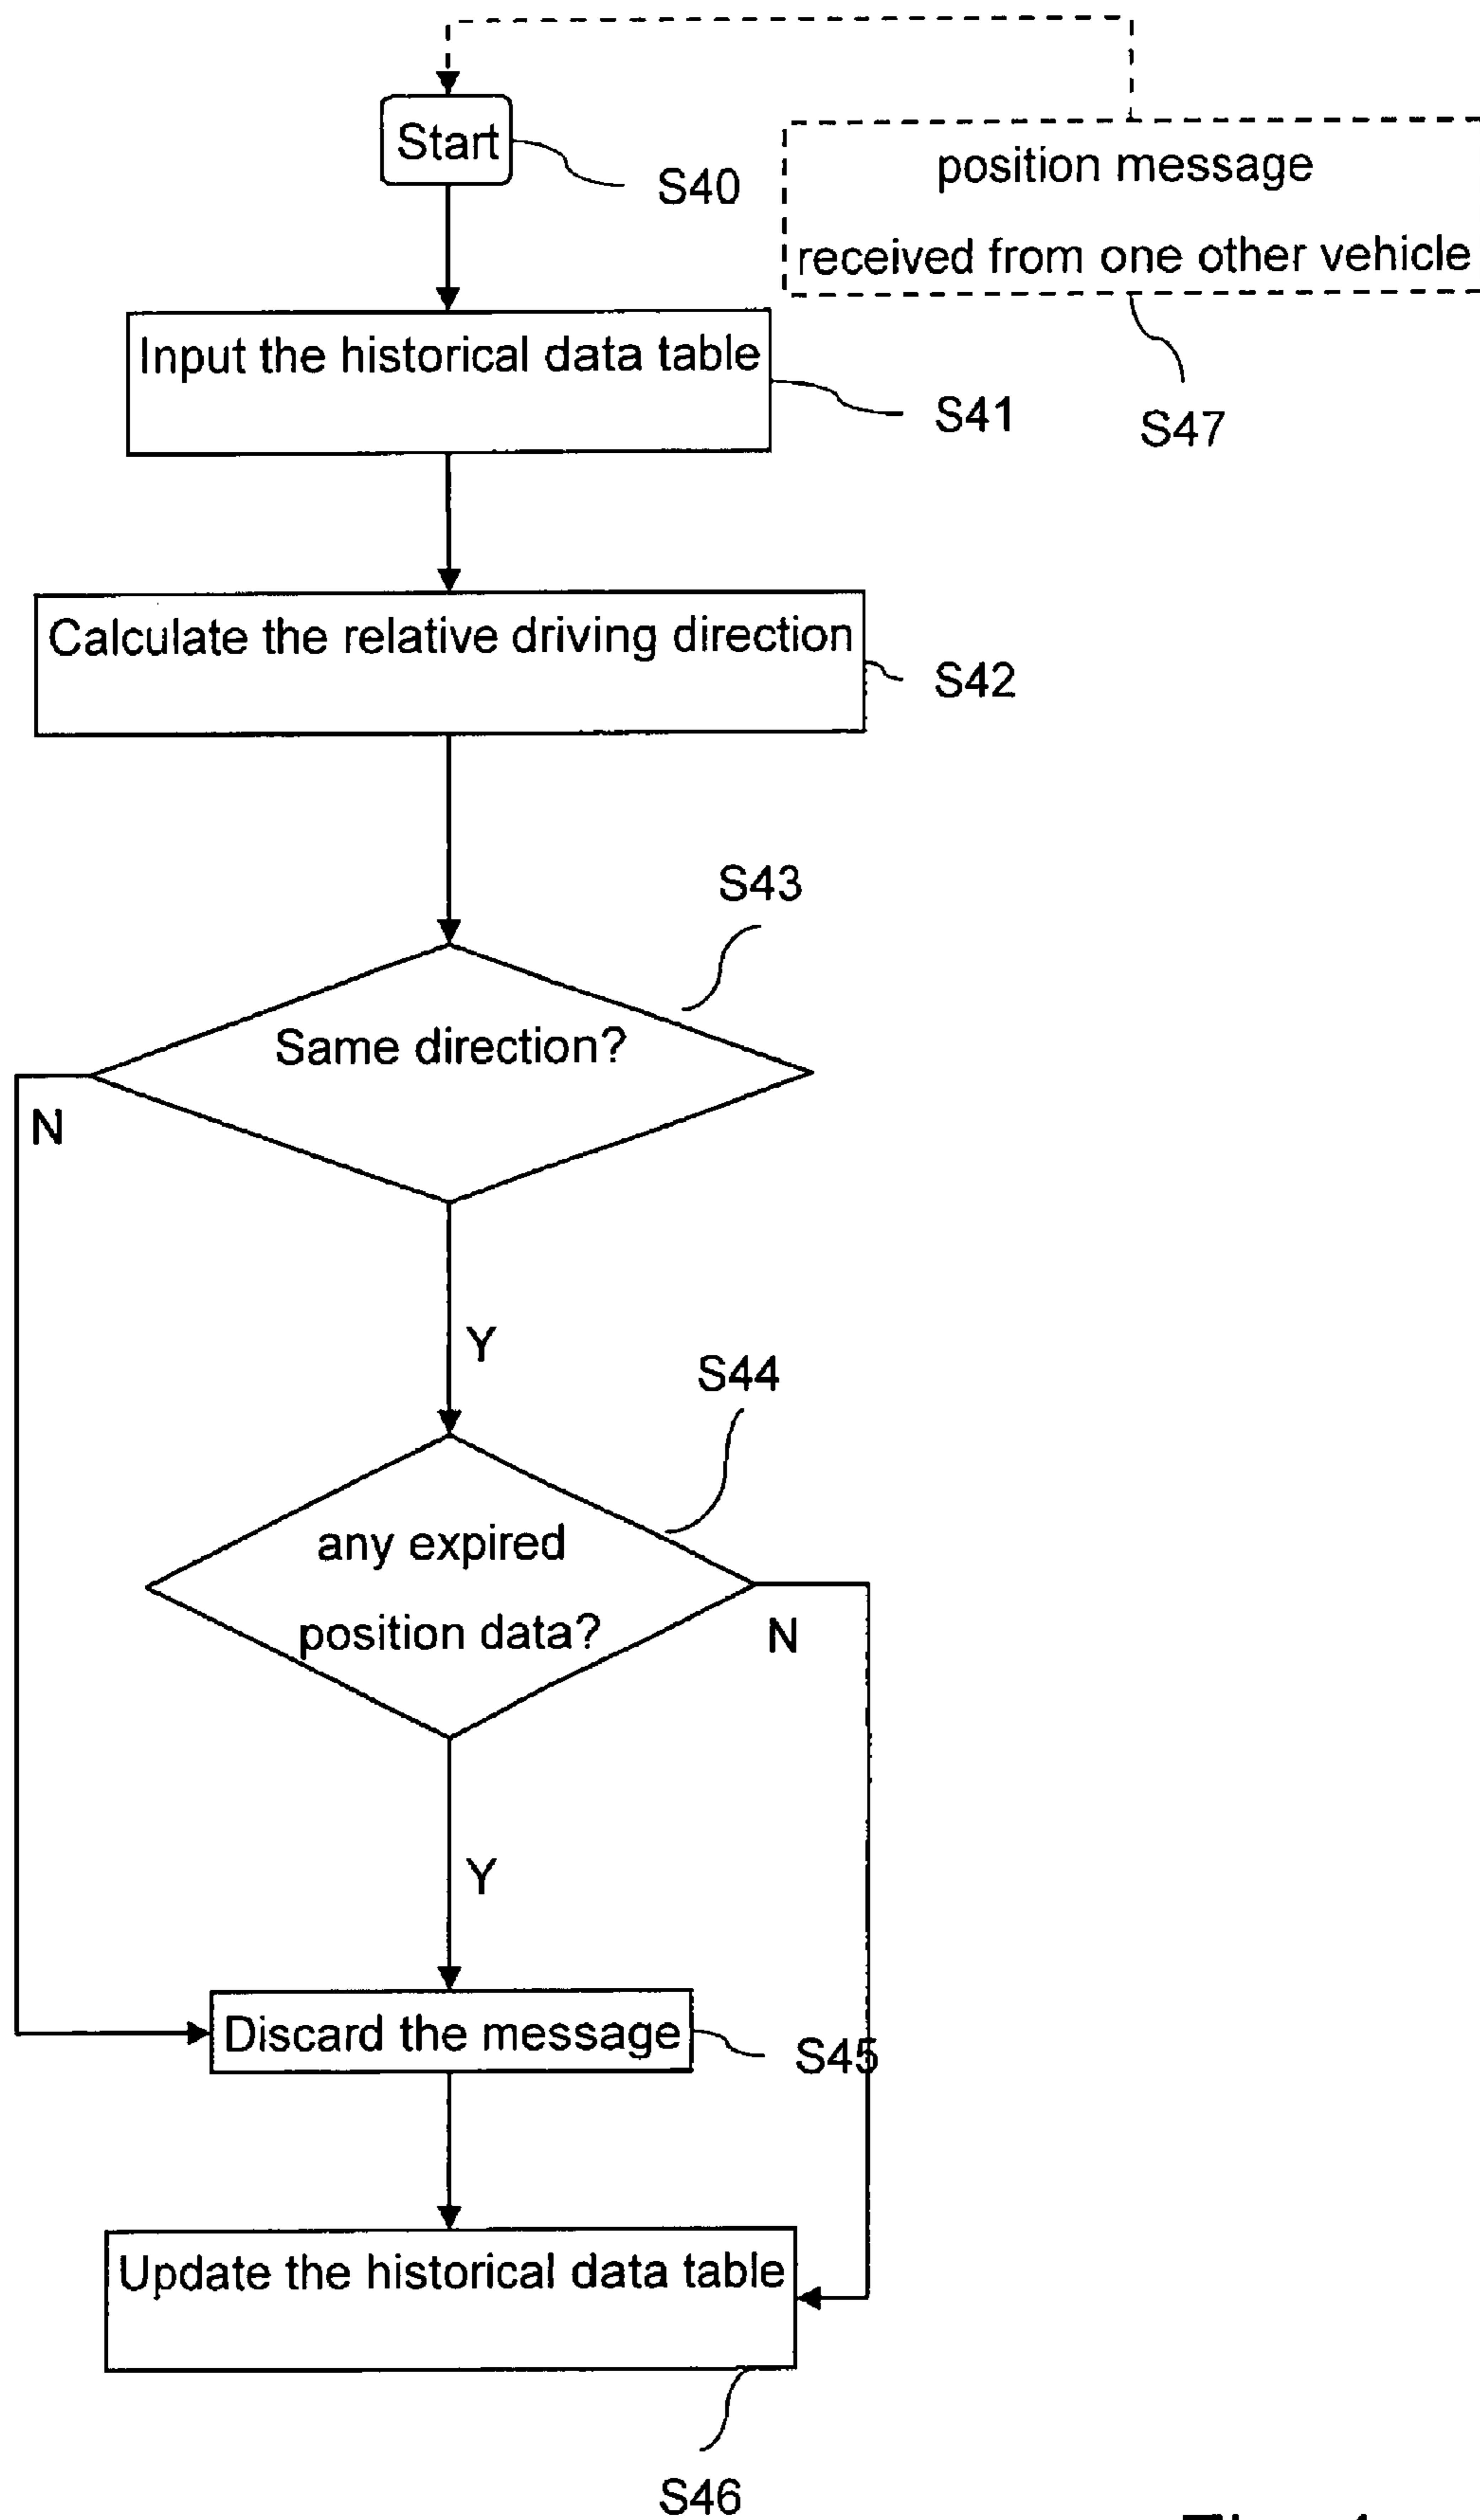 Start
S40
position message
received from one other vehicle
S47
Input the historical data table
S41
Calculate the relative driving direction
S42
S43
Same direction?
N
Y
S44
any expired
position data?
N
Y
Discard the message
S45
Update the historical data table
S46